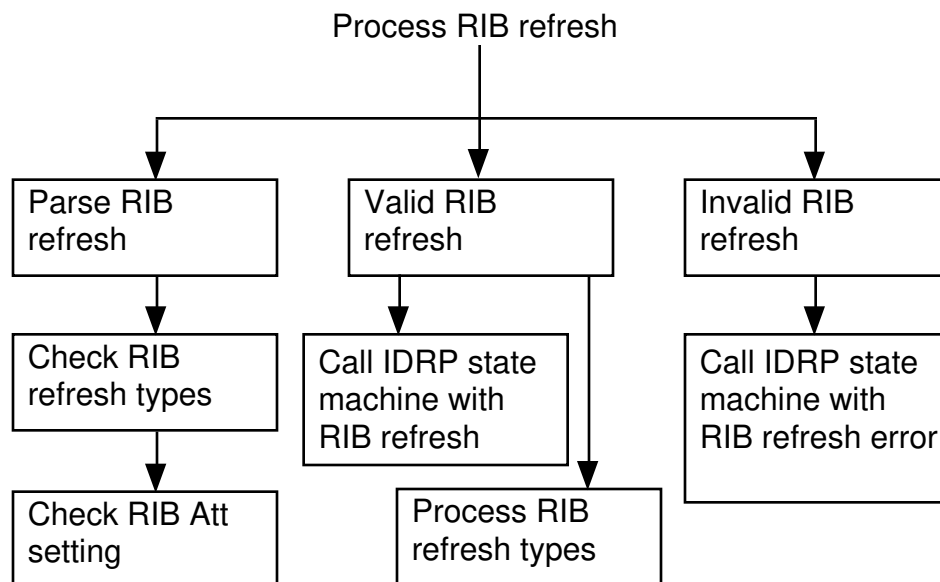 Process RIB refresh
Parse RIB
refresh
Valid RIB
refresh
Invalid RIB
refresh
Check RIB
refresh types
Call IDRP state
machine with
RIB refresh
Call IDRP state
machine with
RIB refresh error
Check RIB Att
setting
Process RIB
refresh types